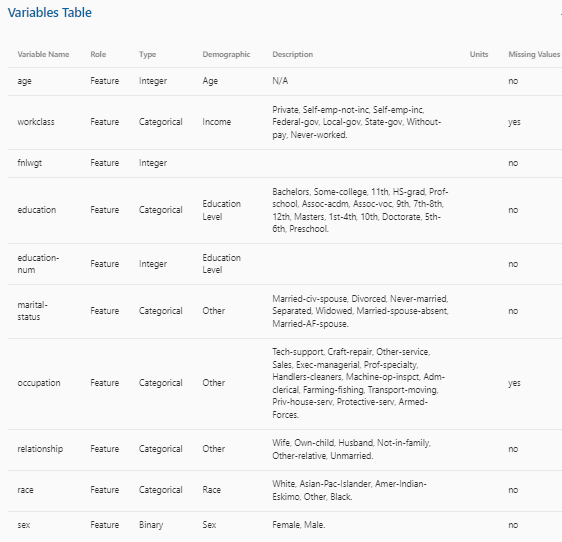 Variables Table
Variable Name Role Type Demographic Description Units Missing Values
age Feature Integer Age N/A no
Private, Self-emp-not-inc, Self-emp-inc,
workclass Feature Categorical Income Federal-gov, Local-gov, State-gov, Without- yes
pay, Never-worked.
fnlwgt Feature Integer no
Bachelors, Some-college, 11th, HS-grad, Prof-
education Feature Categorical Education Level school, Assoc-acdm, Assoc-voc, 9th, 7th-8th, no
12th, Masters, 1st-4th, 10th, Doctorate, 5th-
6th, Preschool.
education-num Feature Integer Education Level no
marital-status Feature Categorical Other Married-civ-spouse, Divorced, Never-married, no
Separated, Widowed, Married-spouse-absent,
Married-AF-spouse.
Tech-support, Craft-repair, Other-service,
Sales, Exec-managerial, Prof-specialty,
occupation Feature Categorical Other Handlers-cleaners, Machine-op-inspct, Adm- yes
clerical, Farming-fishing, Transport-moving,
Priv-house-serv, Protective-serv, Armed-
Forces.
relationship Feature Categorical Other Wife, Own-child, Husband, Not-in-family, no
Other-relative, Unmarried.
race Feature Categorical Race White, Asian-Pac-Islander, Amer-Indian- no
Eskimo, Other, Black.
sex Feature Binary Sex Female, Male. no